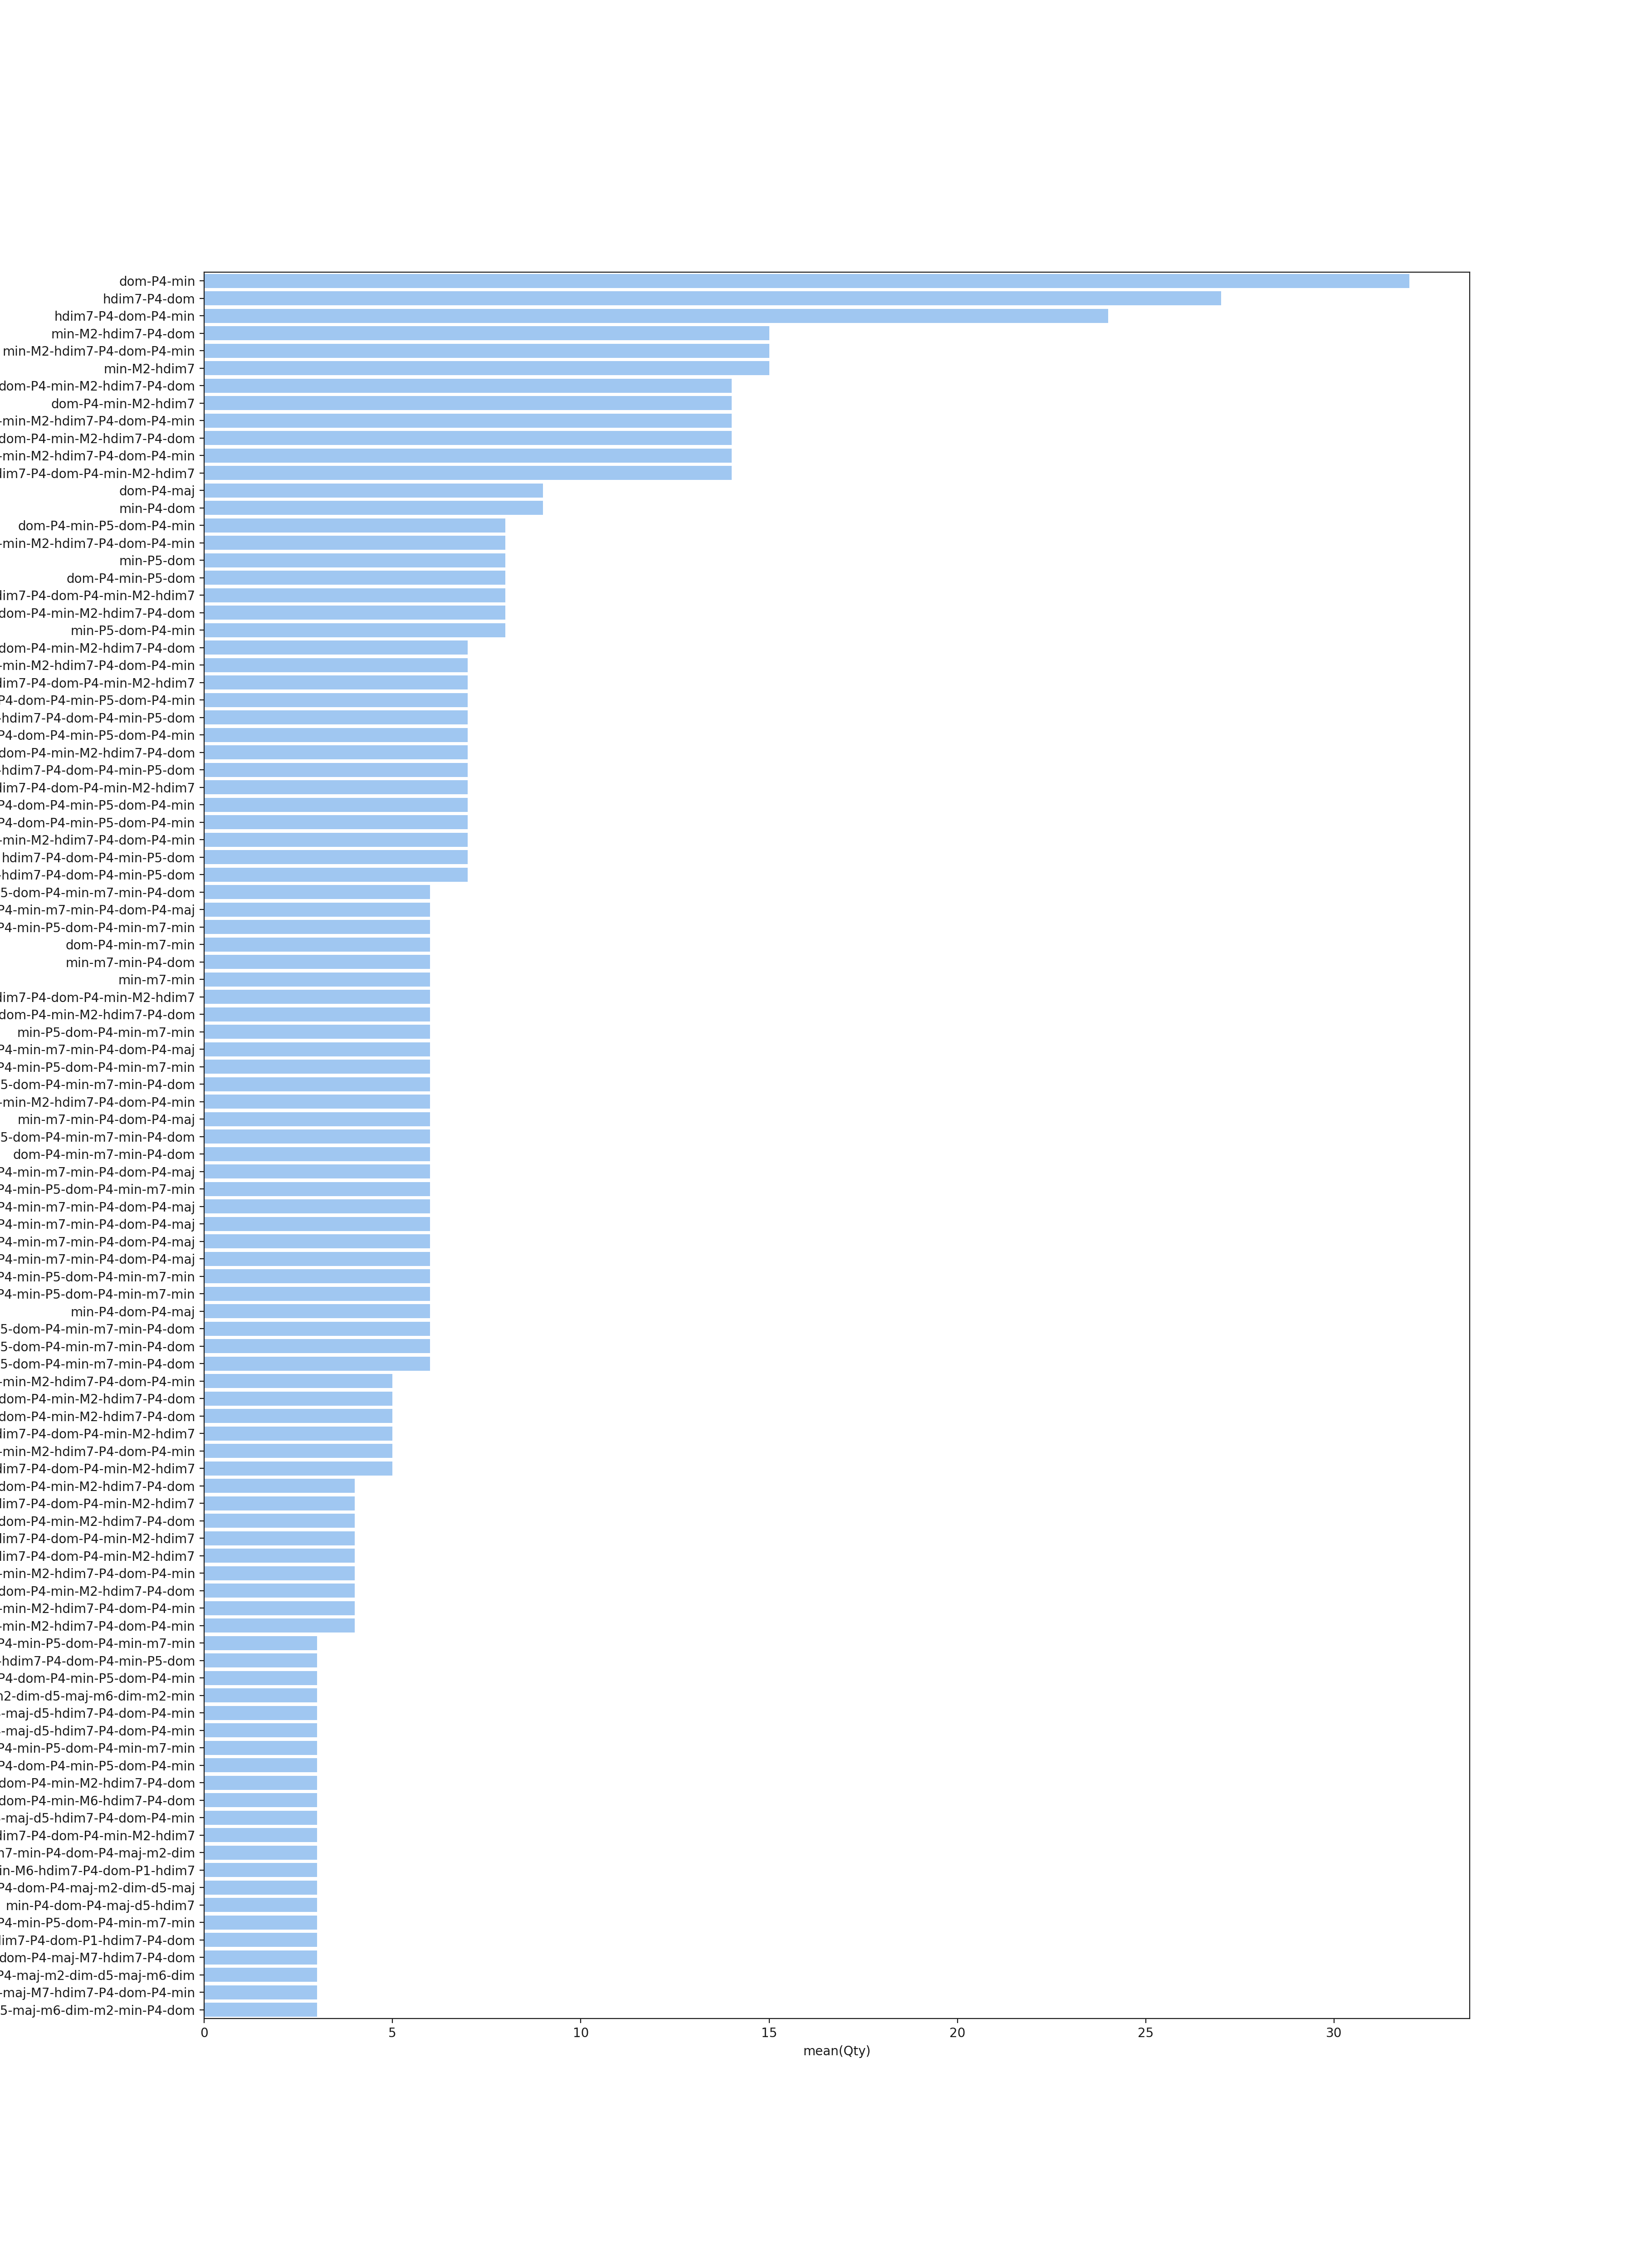 dom-P4-min
hdim7-P4-dom
hdim7-P4-dom-P4-min
min-M2-hdim7-P4-dom
min-M2-hdim7-P4-dom-P4-min
min-M2-hdim7
dom-P4-min-M2-hdim7-P4-dom
dom-P4-min-M2-hdim7
-min-M2-hdim7-P4-dom-P4-min
dom-P4-min-M2-hdim7-P4-dom
-min-M2-hdim7-P4-dom-P4-min
dim7-P4-dom-P4-min-M2-hdim7
dom-P4-maj
min-P4-dom
dom-P4-min-P5-dom-P4-min
-min-M2-hdim7-P4-dom-P4-min
min-P5-dom
dom-P4-min-P5-dom
dim7-P4-dom-P4-min-M2-hdim7
dom-P4-min-M2-hdim7-P4-dom
min-P5-dom-P4-min
dom-P4-min-M2-hdim7-P4-dom
-min-M2-hdim7-P4-dom-P4-min
dim7-P4-dom-P4-min-M2-hdim7
P4-dom-P4-min-P5-dom-P4-min
-hdim7-P4-dom-P4-min-P5-dom
P4-dom-P4-min-P5-dom-P4-min
dom-P4-min-M2-hdim7-P4-dom
-hdim7-P4-dom-P4-min-P5-dom
dim7-P4-dom-P4-min-M2-hdim7
P4-dom-P4-min-P5-dom-P4-min
P4-dom-P4-min-P5-dom-P4-min
-min-M2-hdim7-P4-dom-P4-min
hdim7-P4-dom-P4-min-P5-dom
-hdim7-P4-dom-P4-min-P5-dom
5-dom-P4-min-m7-min-P4-dom
P4-min-m7-min-P4-dom-P4-maj
P4-min-P5-dom-P4-min-m7-min
dom-P4-min-m7-min
min-m7-min-P4-dom
min-m7-min
dim7-P4-dom-P4-min-M2-hdim7
dom-P4-min-M2-hdim7-P4-dom
min-P5-dom-P4-min-m7-min
P4-min-m7-min-P4-dom-P4-maj
P4-min-P5-dom-P4-min-m7-min
5-dom-P4-min-m7-min-P4-dom
-min-M2-hdim7-P4-dom-P4-min
min-m7-min-P4-dom-P4-maj
5-dom-P4-min-m7-min-P4-dom
dom-P4-min-m7-min-P4-dom
P4-min-m7-min-P4-dom-P4-maj
P4-min-P5-dom-P4-min-m7-min
P4-min-m7-min-P4-dom-P4-maj
P4-min-m7-min-P4-dom-P4-maj
P4-min-m7-min-P4-dom-P4-maj
P4-min-m7-min-P4-dom-P4-maj
P4-min-P5-dom-P4-min-m7-min
P4-min-P5-dom-P4-min-m7-min
min-P4-dom-P4-maj
5-dom-P4-min-m7-min-P4-dom
5-dom-P4-min-m7-min-P4-dom
5-dom-P4-min-m7-min-P4-dom
-min-M2-hdim7-P4-dom-P4-min
dom-P4-min-M2-hdim7-P4-dom
dom-P4-min-M2-hdim7-P4-dom
dim7-P4-dom-P4-min-M2-hdim7
-min-M2-hdim7-P4-dom-P4-min
dim7-P4-dom-P4-min-M2-hdim7
dom-P4-min-M2-hdim7-P4-dom
dim7-P4-dom-P4-min-M2-hdim7
dom-P4-min-M2-hdim7-P4-dom
dim7-P4-dom-P4-min-M2-hdim7
dim7-P4-dom-P4-min-M2-hdim7
-min-M2-hdim7-P4-dom-P4-min
dom-P4-min-M2-hdim7-P4-dom
-min-M2-hdim7-P4-dom-P4-min
-min-M2-hdim7-P4-dom-P4-min
P4-min-P5-dom-P4-min-m7-min
-hdim7-P4-dom-P4-min-P5-dom
P4-dom-P4-min-P5-dom-P4-min
m2-dim-d5-maj-m6-dim-m2-min
-maj-d5-hdim7-P4-dom-P4-min
-maj-d5-hdim7-P4-dom-P4-min
P4-min-P5-dom-P4-min-m7-min
P4-dom-P4-min-P5-dom-P4-min
dom-P4-min-M2-hdim7-P4-dom
dom-P4-min-M6-hdim7-P4-dom
-maj-d5-hdim7-P4-dom-P4-min
dim7-P4-dom-P4-min-M2-hdim7
n7-min-P4-dom-P4-maj-m2-dim
in-M6-hdim7-P4-dom-P1-hdim7
P4-dom-P4-maj-m2-dim-d5-maj
min-P4-dom-P4-maj-d5-hdim7
P4-min-P5-dom-P4-min-m7-min
im7-P4-dom-P1-hdim7-P4-dom
dom-P4-maj-M7-hdim7-P4-dom
P4-maj-m2-dim-d5-maj-m6-dim
-maj-M7-hdim7-P4-dom-P4-min
5-maj-m6-dim-m2-min-P4-dom
0 5 10 15 20 25 30
mean(Qty)